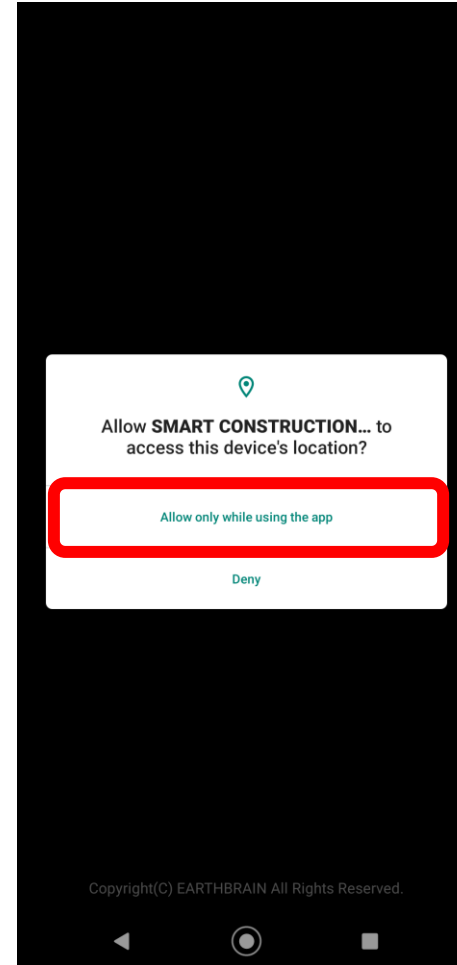 Allow SMART CONSTRUCTION... to
access this device's location?
Allow only while using the app
Deny
Copyright(C) EARTHBRAIN All Rights Reserved.